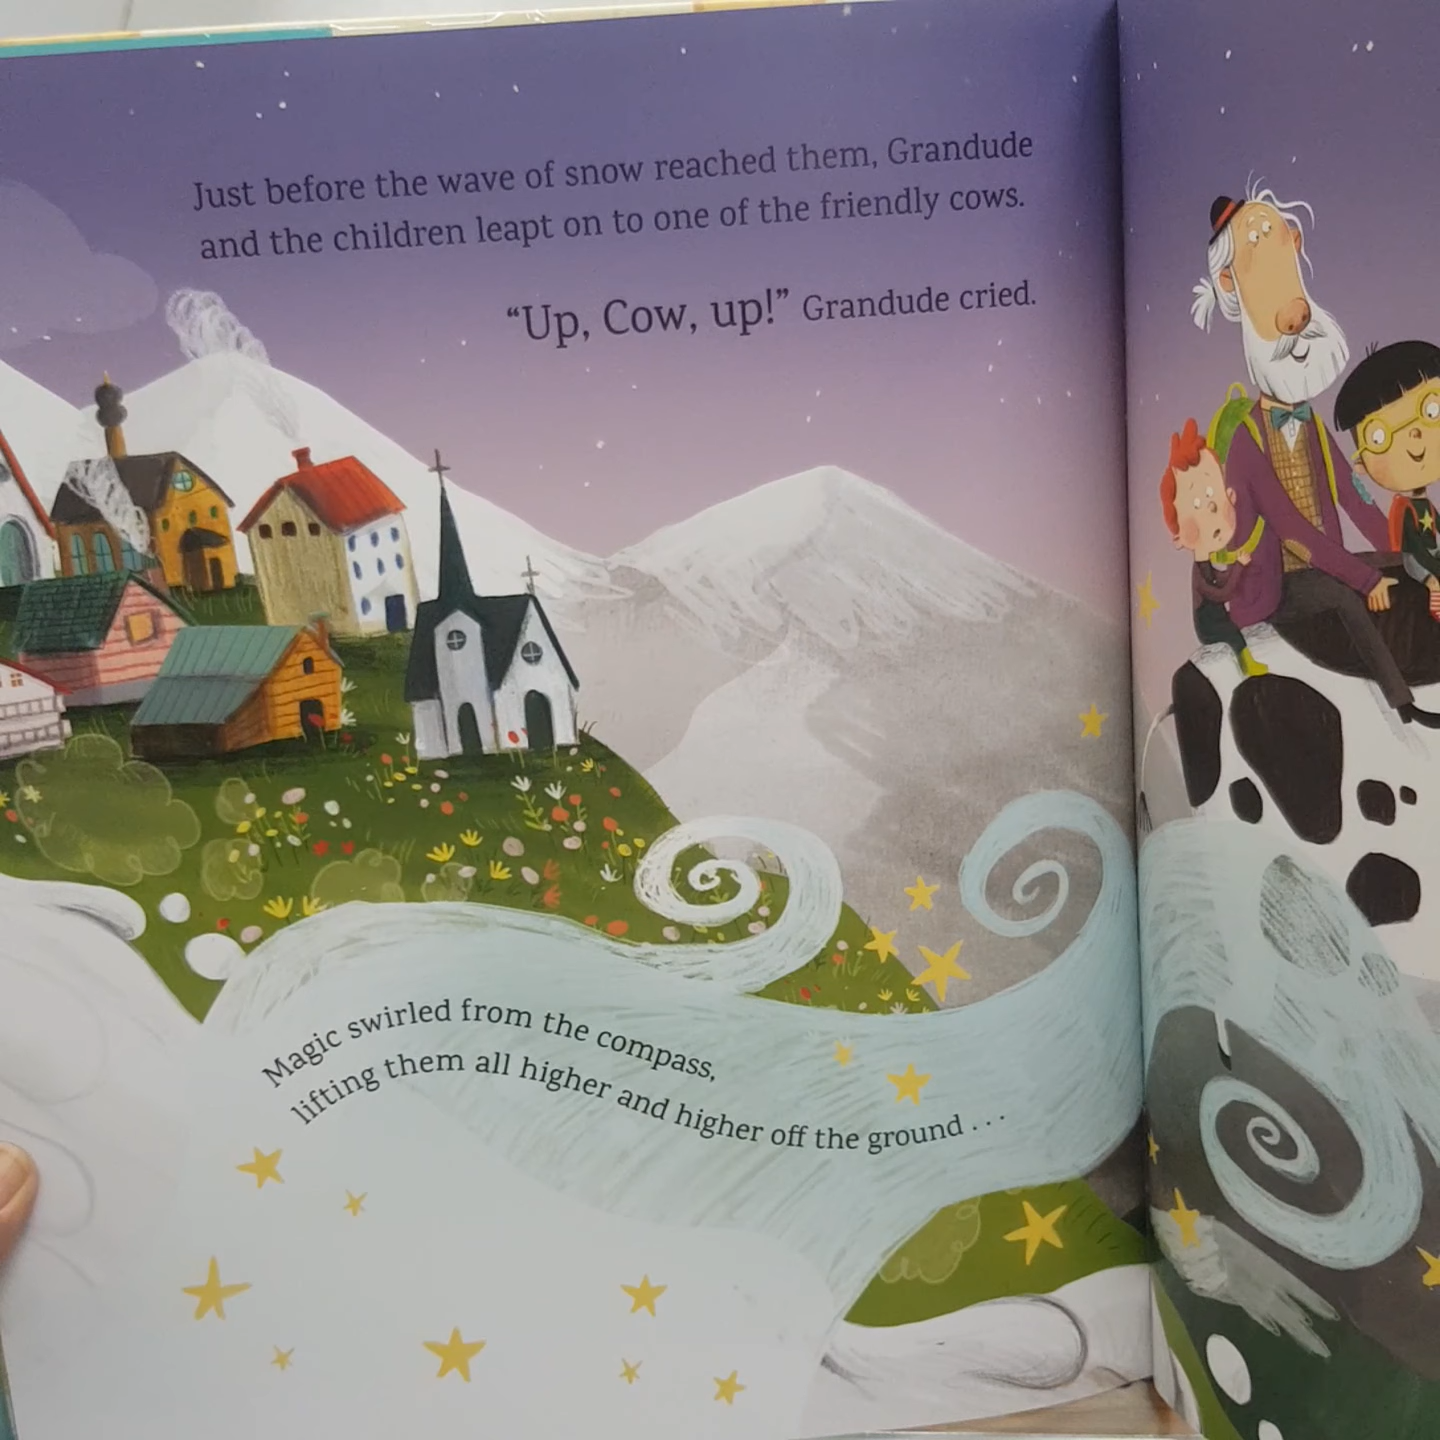 Just before the wave of snow reached them, Grandude
and the children leapt on to one of the friendly cows.
“Up, Cow, up!” Grandude cried.
Magic swirled from the compass,
lifting them all higher and higher off the ground . . .